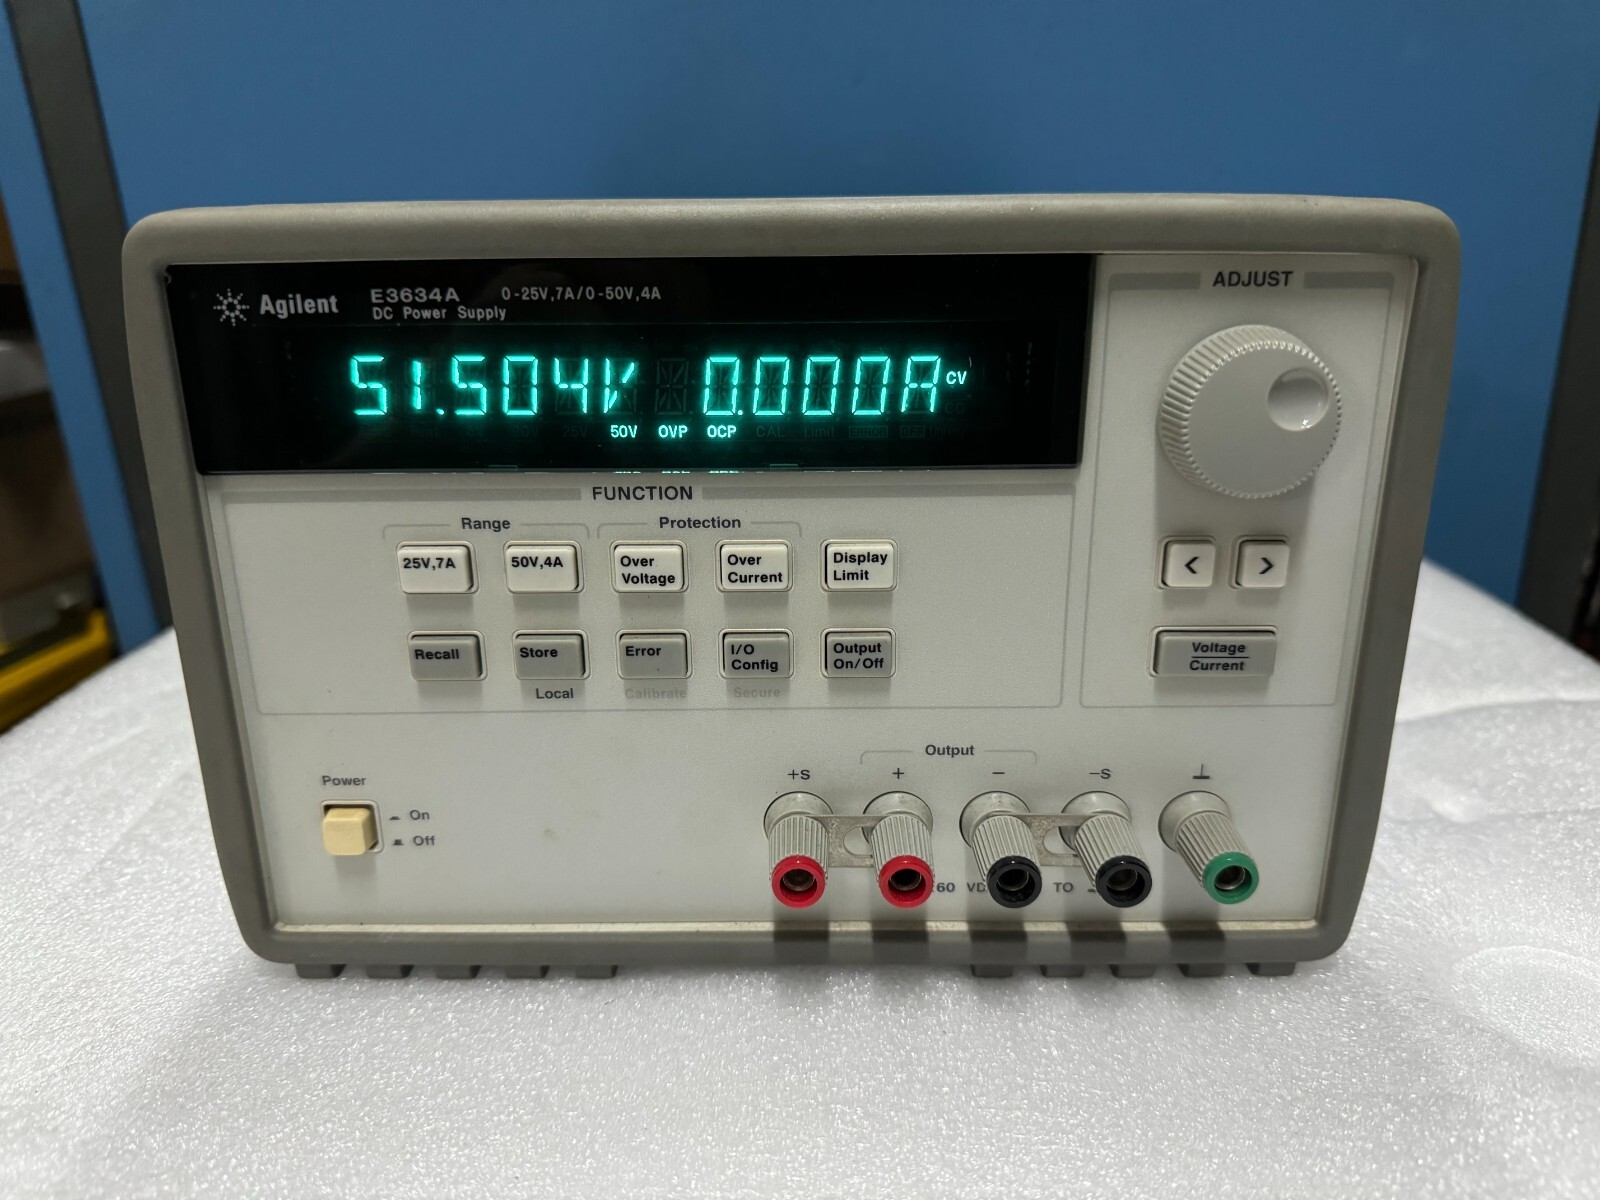 Agilent E3634A 0-25V,7A/0-50V,4A
DC Power Supply
51.504V 0.000A CV
50V OVP OCP CAL Limit
ADJUST
FUNCTION
Range Protection
25V,7A 50V,4A Over Voltage Over Current Display Limit
< >
Recall Store Error I/O Config Output On/Off Voltage Current
Local Calibrate Secure
Output
Power
+S + − −S
On
Off
60 TO